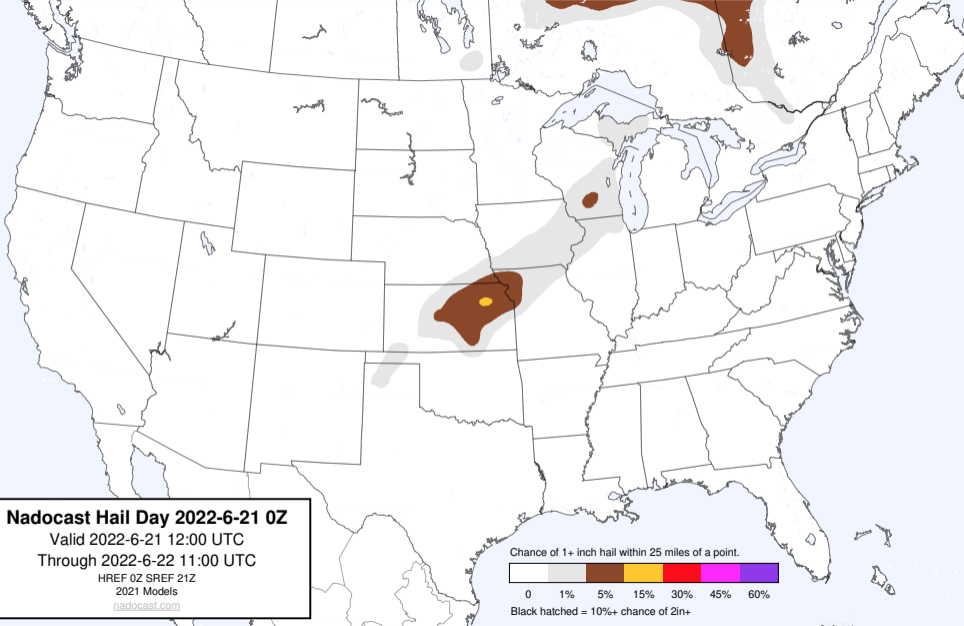 Nadocast Hail Day 2022-6-21 0Z
Valid 2022-6-21 12:00 UTC
Through 2022-6-22 11:00 UTC
HREF 0Z SREF 21Z
2021 Models
nadocast.com
Chance of 1+ inch hail within 25 miles of a point.
0 1% 5% 15% 30% 45% 60%
Black hatched = 10%+ chance of 2in+